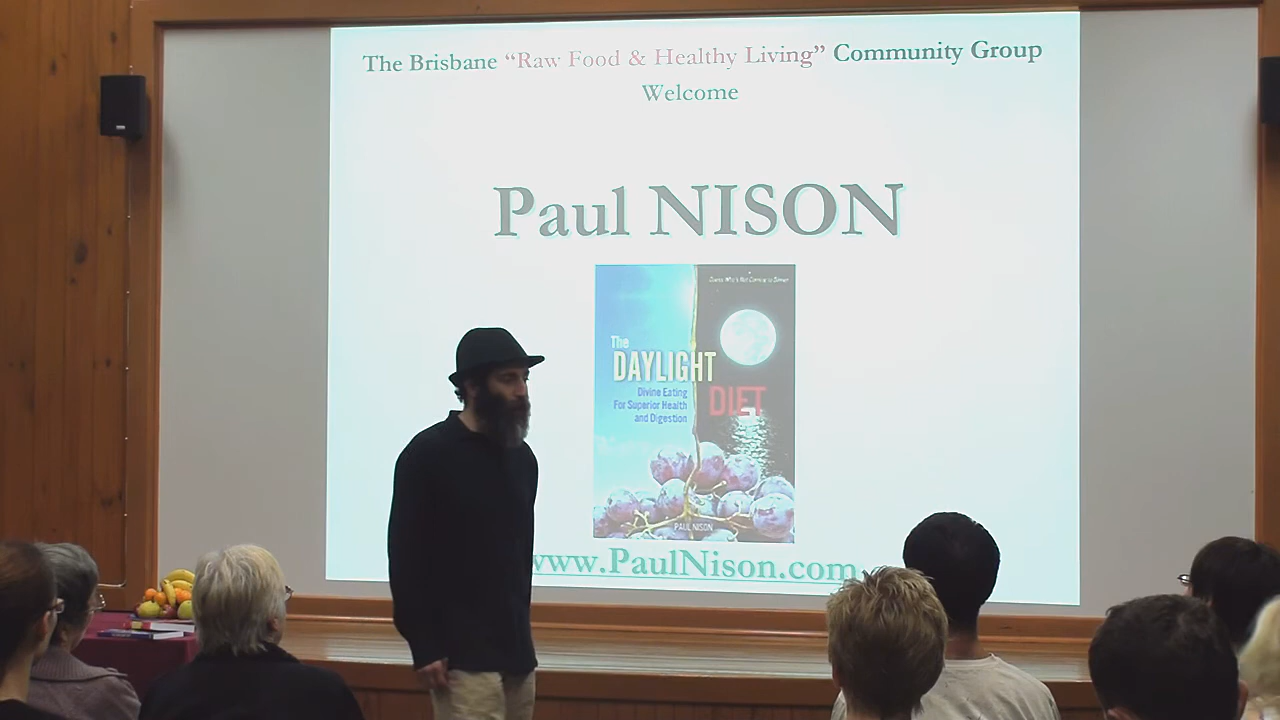 The Brisbane “Raw Food & Healthy Living” Community Group
Welcome
Paul NISON
Guess Who's Not Coming to Dinner
The
DAYLIGHT
DIET
Divine Eating
For Superior Health
and Digestion
PAUL NISON
www.PaulNison.com